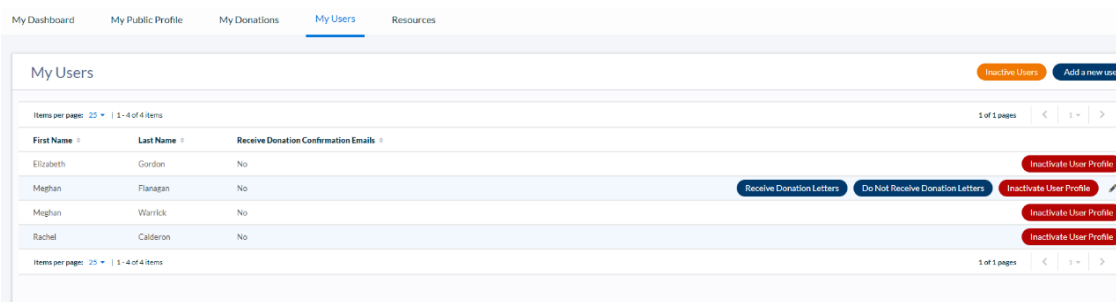 My Dashboard My Public Profile My Donations My Users Resources
My Users Inactive Users Add a new use
Items per page: 25 | 1 - 4 of 4 items 1 of 1 pages 1
First Name Last Name Receive Donation Confirmation Emails
Elizabeth Gordon No Inactivate User Profile
Meghan Flanagan No Receive Donation Letters Do Not Receive Donation Letters Inactivate User Profile
Meghan Warrick No Inactivate User Profile
Rachel Calderon No Inactivate User Profile
Items per page: 25 | 1 - 4 of 4 items 1 of 1 pages 1